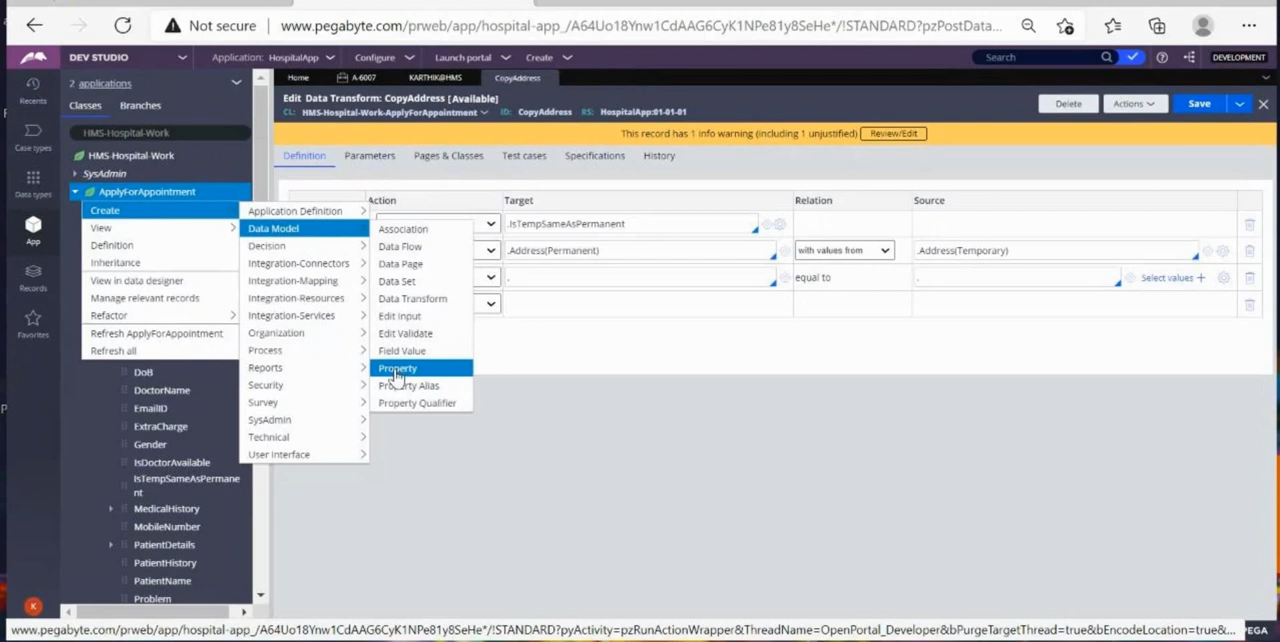 Not secure | www.pegabyte.com/prweb/app/hospital-app_/A64Uo18Ynw1CdAAG6CyK1NPe81y8SeHe*/!STANDARD?pzPostData...
DEV STUDIO
Application: HospitalApp
Configure
Launch portal
Create
Search
DEVELOPMENT
2 applications
Home
A-6007
KARTHIK@HMS
CopyAddress
Recents
Classes
Branches
Edit Data Transform: CopyAddress [Available]
CL: HMS-Hospital-Work-ApplyForAppointment
ID: CopyAddress
RS: HospitalApp:01-01-01
Delete
Actions
Save
Case types
HMS-Hospital-Work
This record has 1 info warning (including 1 unjustified)
Review/Edit
HMS-Hospital-Work
SysAdmin
ApplyForAppointment
Definition
Parameters
Pages & Classes
Test cases
Specifications
History
Data types
App
Records
Favorites
Action
Target
Relation
Source
.IsTempSameAsPermanent
.Address(Permanent)
with values from
.Address(Temporary)
.
equal to
.
Select values +
Create
View
Definition
Inheritance
View in data designer
Manage relevant records
Refactor
Refresh ApplyForAppointment
Refresh all
Application Definition
Data Model
Decision
Integration-Connectors
Integration-Mapping
Integration-Resources
Integration-Services
Organization
Process
Reports
Security
Survey
SysAdmin
Technical
User Interface
Association
Data Flow
Data Page
Data Set
Data Transform
Edit Input
Edit Validate
Field Value
Property
Property Alias
Property Qualifier
DoB
DoctorName
EmailID
ExtraCharge
Gender
IsDoctorAvailable
IsTempSameAsPermane
nt
MedicalHistory
MobileNumber
PatientDetails
PatientHistory
PatientName
Problem
K
www.pegabyte.com/prweb/app/hospital-app_/A64Uo18Ynw1CdAAG6CyK1NPe81y8SeHe*/!STANDARD?pyActivity=pzRunActionWrapper&ThreadName=OpenPortal_Developer&bPurgeTargetThread=true&bEncodeLocation=true&...
PEGA